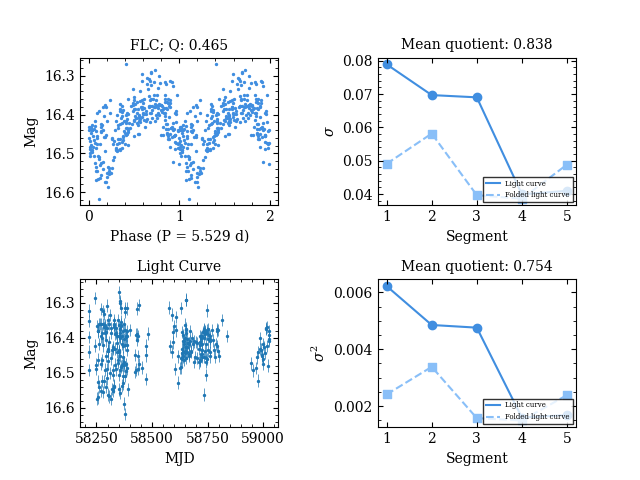 FLC; Q: 0.465
Mag
16.3
16.4
16.5
16.6
0
1
2
Phase (P = 5.529 d)
Mean quotient: 0.838
σ
0.08
0.07
0.06
0.05
0.04
Light curve
Folded light curve
1
2
3
4
5
Segment
Light Curve
Mag
16.3
16.4
16.5
16.6
58250
58500
58750
59000
MJD
Mean quotient: 0.754
σ²
0.006
0.004
0.002
Light curve
Folded light curve
1
2
3
4
5
Segment